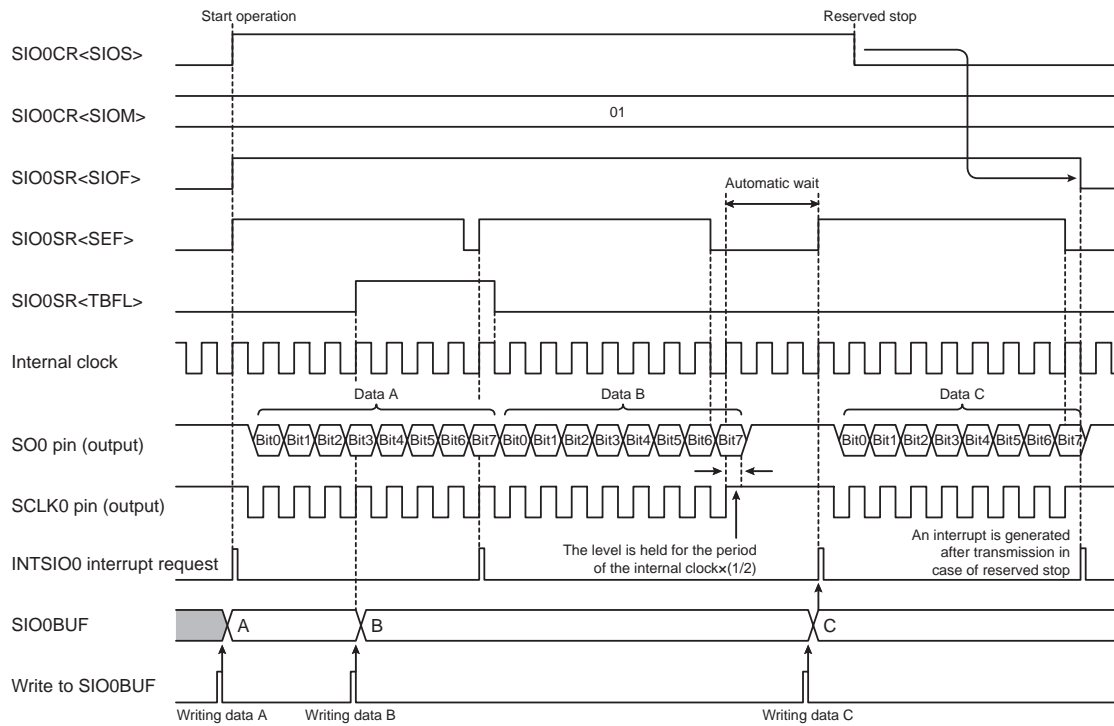 Start operation
Reserved stop
SIO0CR<SIOS>
SIO0CR<SIOM>
01
SIO0SR<SIOF>
Automatic wait
SIO0SR<SEF>
SIO0SR<TBFL>
Internal clock
Data A
Data B
Data C
SO0 pin (output)
Bit0 Bit1 Bit2 Bit3 Bit4 Bit5 Bit6 Bit7 Bit0 Bit1 Bit2 Bit3 Bit4 Bit5 Bit6 Bit7 Bit0 Bit1 Bit2 Bit3 Bit4 Bit5 Bit6 Bit7
SCLK0 pin (output)
The level is held for the period
of the internal clock×(1/2)
An interrupt is generated
after transmission in
case of reserved stop
INTSIO0 interrupt request
SIO0BUF
A
B
C
Write to SIO0BUF
Writing data A
Writing data B
Writing data C